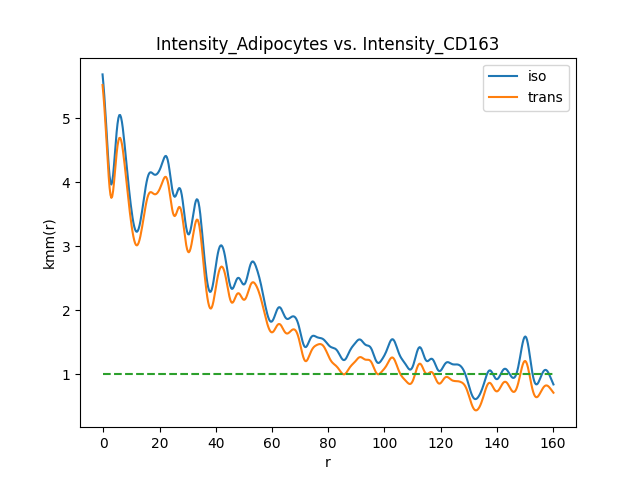 Intensity_Adipocytes vs. Intensity_CD163
iso
trans
kmm(r)
5
4
3
2
1
0 20 40 60 80 100 120 140 160
r